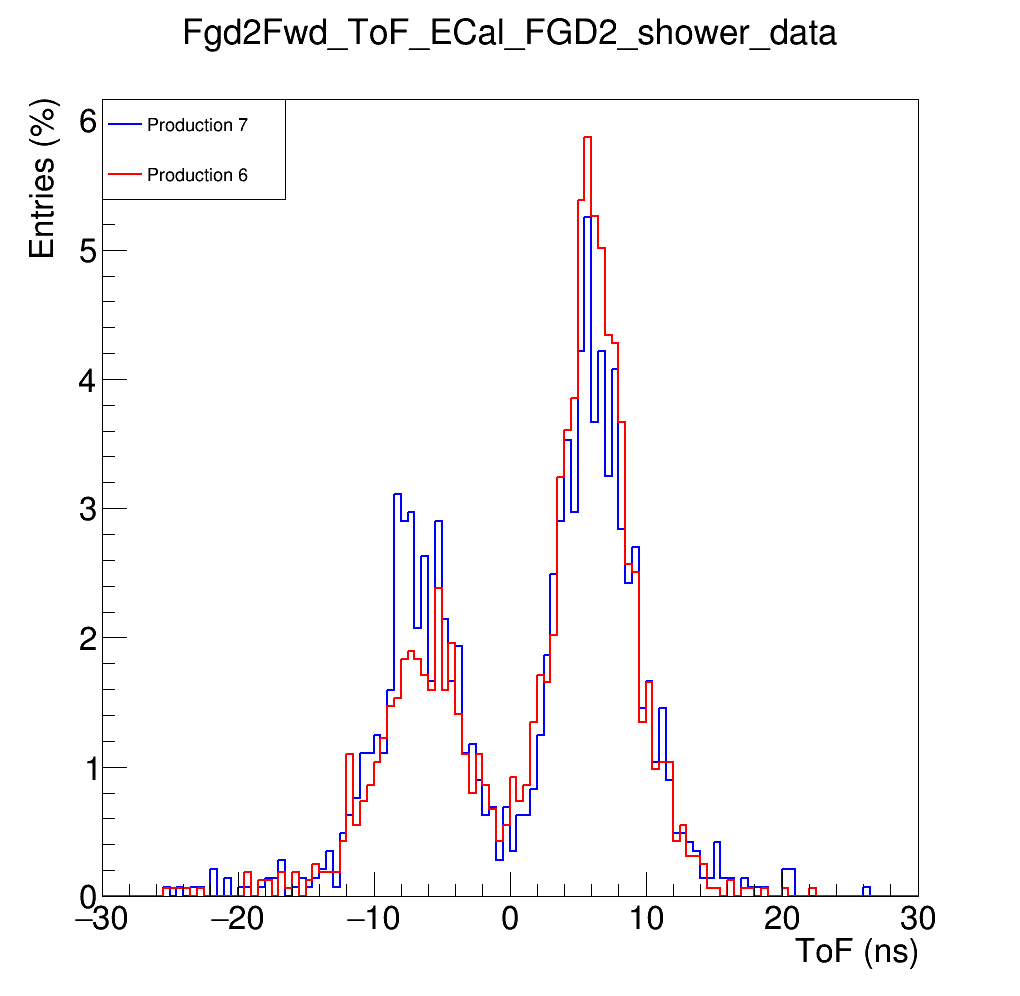 Fgd2Fwd_ToF_ECal_FGD2_shower_data
Entries (%)
Production 7
Production 6
6
5
4
3
2
1
0
−30 −20 −10 0 10 20 30
ToF (ns)